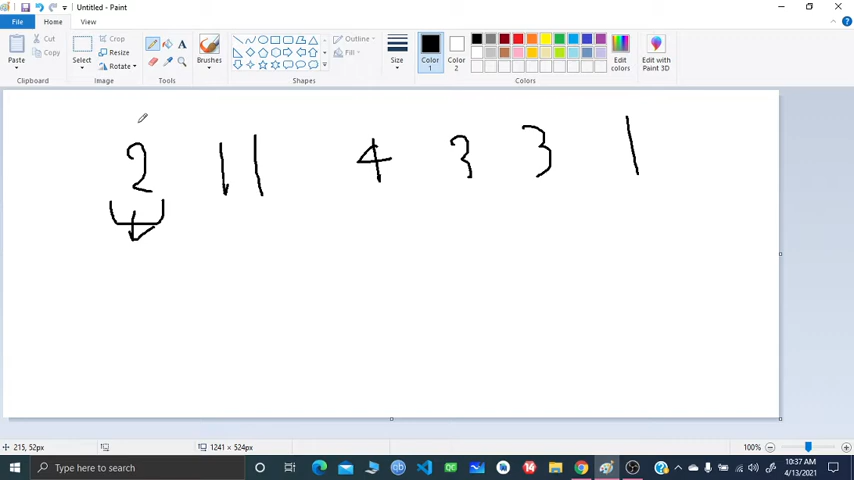 Untitled - Paint
File Home View
Paste Cut Copy Clipboard
Select Crop Resize Rotate Image
Tools
Brushes
Outline Fill Shapes
Size
Color 1
Color 2
Edit colors
Colors
Edit with Paint 3D
2 11 4 3 3 1
215, 52px
1241 × 524px
100%
Type here to search
14
10:37 AM
4/13/2021